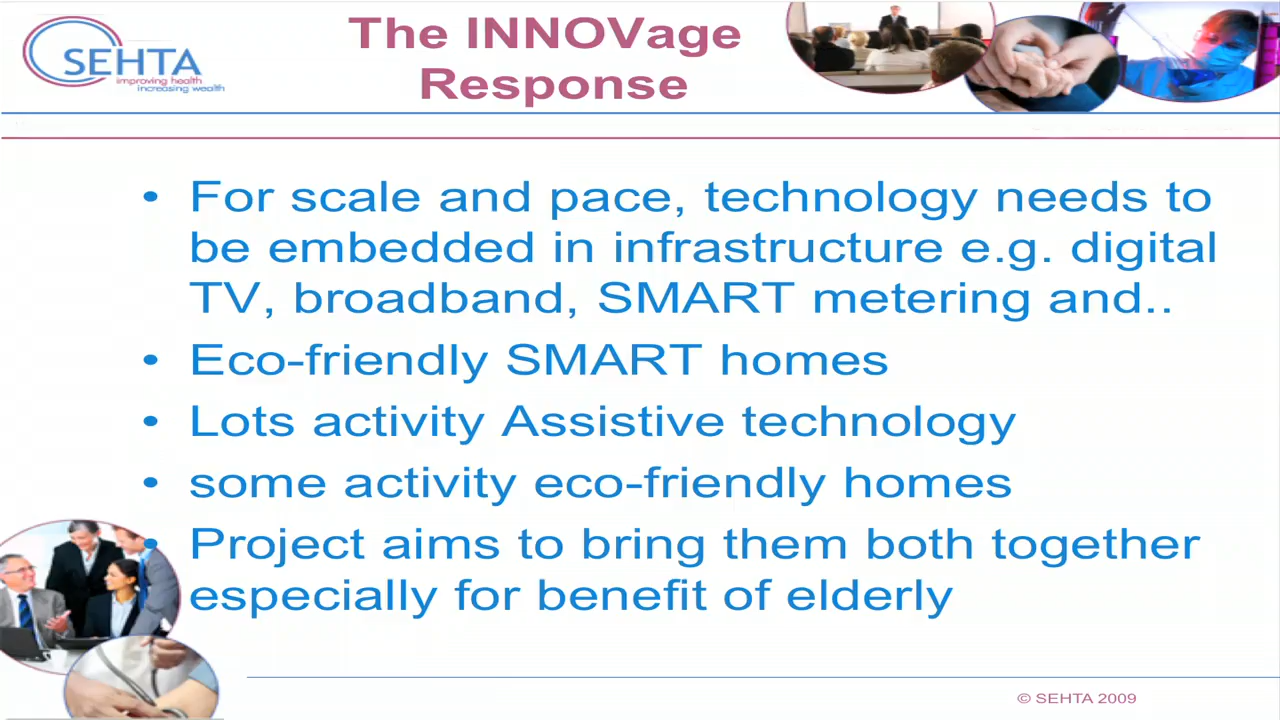 SEHTA
improving health
increasing wealth
The INNOVage
Response
• For scale and pace, technology needs to
be embedded in infrastructure e.g. digital
TV, broadband, SMART metering and..
• Eco-friendly SMART homes
• Lots activity Assistive technology
• some activity eco-friendly homes
• Project aims to bring them both together
especially for benefit of elderly
© SEHTA 2009